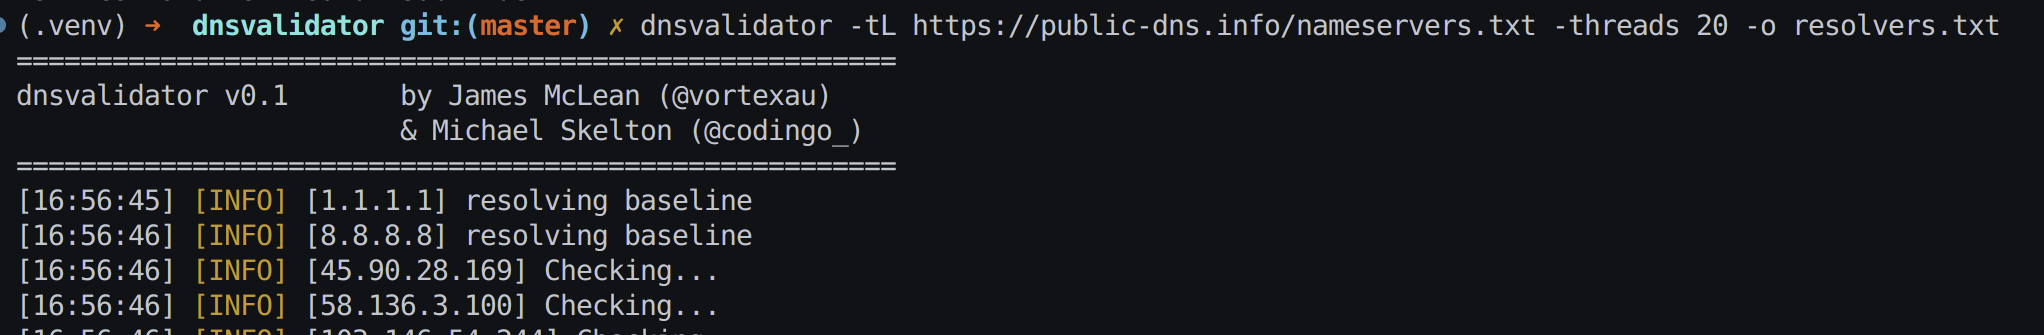 (.venv) ➜  dnsvalidator git:(master) ✗ dnsvalidator -tL https://public-dns.info/nameservers.txt -threads 20 -o resolvers.txt
=======================================================
dnsvalidator v0.1       by James McLean (@vortexau)
                        & Michael Skelton (@codingo_)
=======================================================
[16:56:45] [INFO] [1.1.1.1] resolving baseline
[16:56:46] [INFO] [8.8.8.8] resolving baseline
[16:56:46] [INFO] [45.90.28.169] Checking...
[16:56:46] [INFO] [58.136.3.100] Checking...